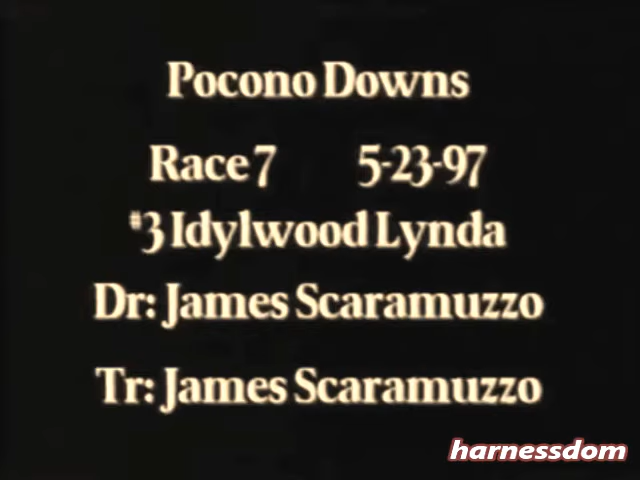 Pocono Downs
Race 7 5-23-97
#3 Idylwood Lynda
Dr: James Scaramuzzo
Tr: James Scaramuzzo
harnessdom